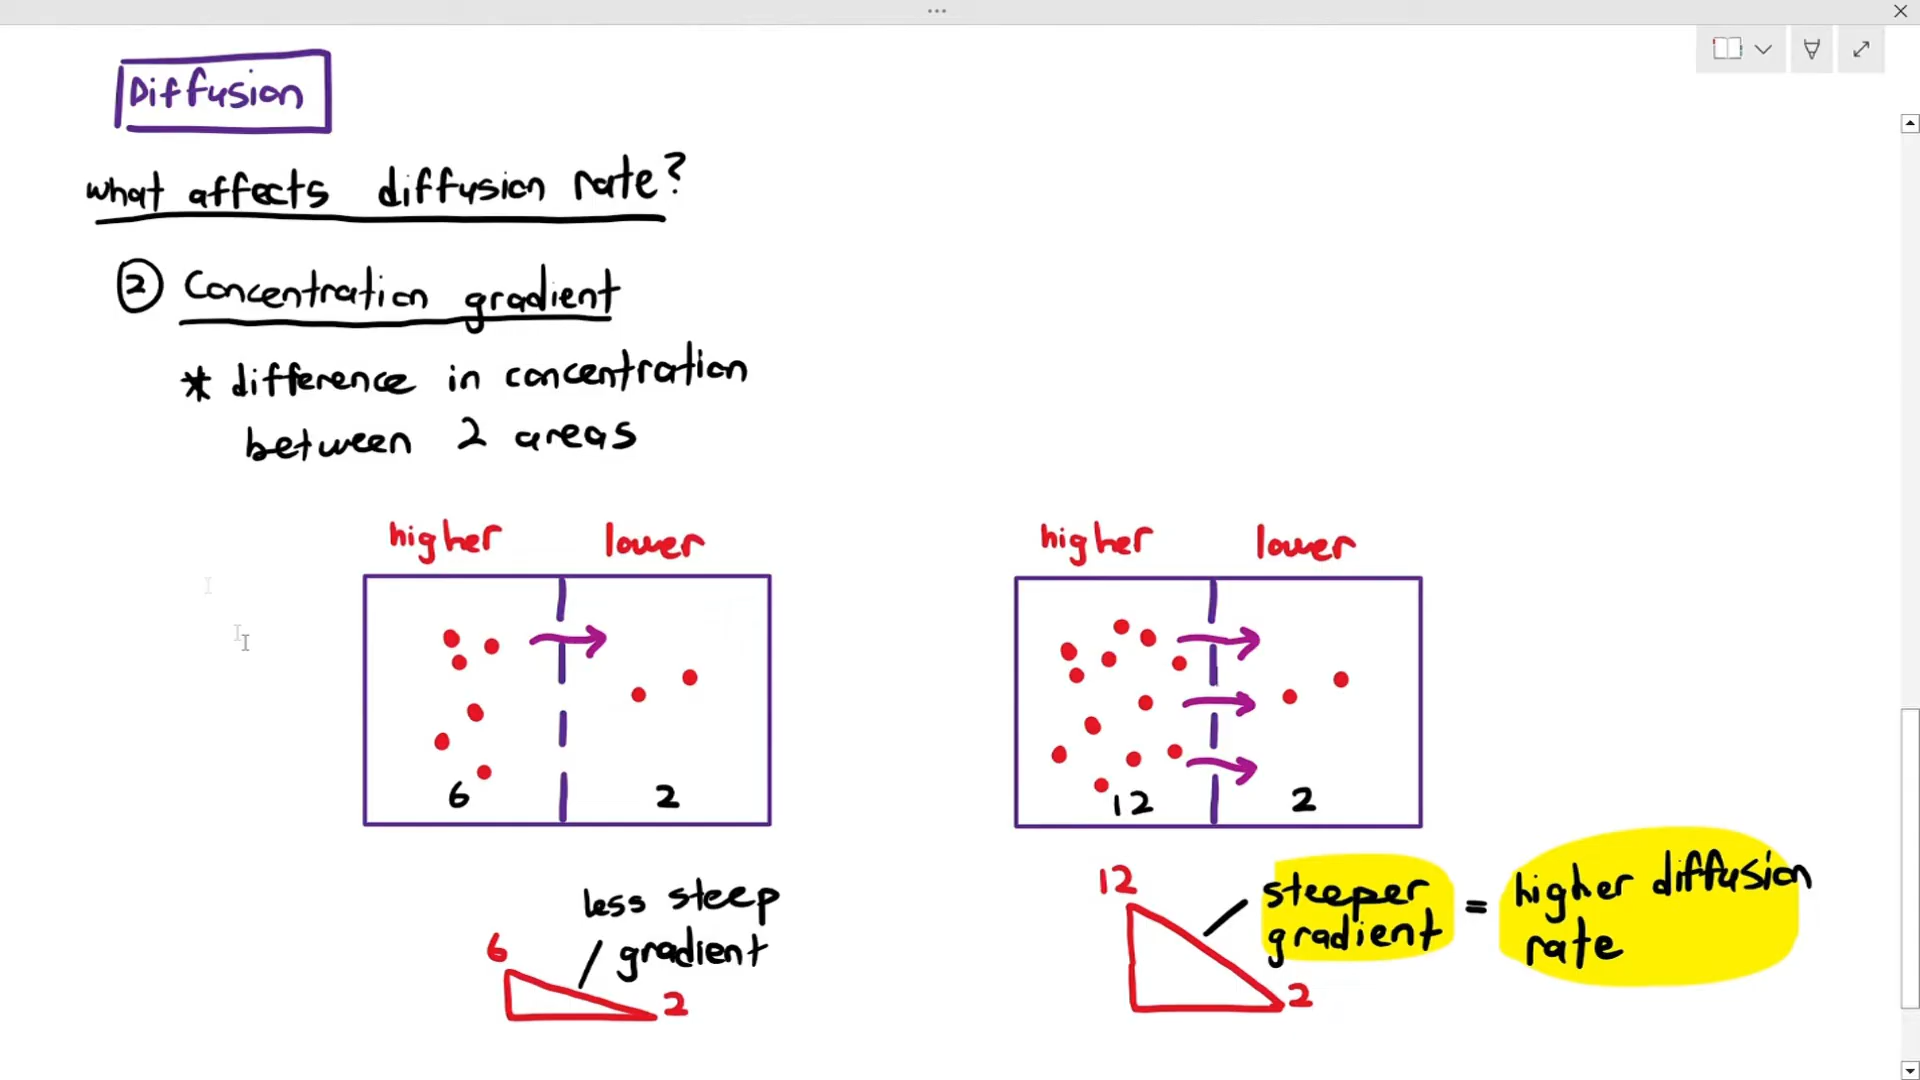 Diffusion
what affects diffusion rate?
2 Concentration gradient
* difference in concentration
between 2 areas
higher lower
higher lower
6 2
12 2
less steep
gradient
6
2
12
steeper
gradient
= higher diffusion
rate
2